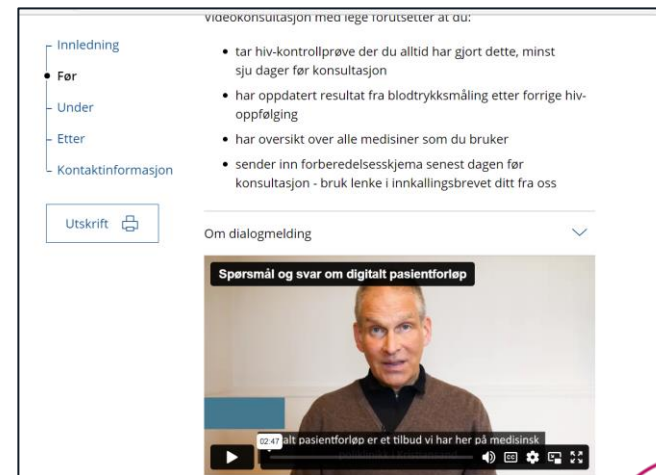 Videokonsultasjon med lege forutsetter at du:
Innledning
Før
Under
Etter
Kontaktinformasjon
Utskrift
• tar hiv-kontrollprøve der du alltid har gjort dette, minst
sju dager før konsultasjon
• har oppdatert resultat fra blodtrykksmåling etter forrige hiv-
oppfølging
• har oversikt over alle medisiner som du bruker
• sender inn forberedelsesskjema senest dagen før
konsultasjon - bruk lenke i innkallingsbrevet ditt fra oss
Om dialogmelding
Spørsmål og svar om digitalt pasientforløp
alt pasientforløp er et tilbud vi har her på medisinsk
02:47
CC